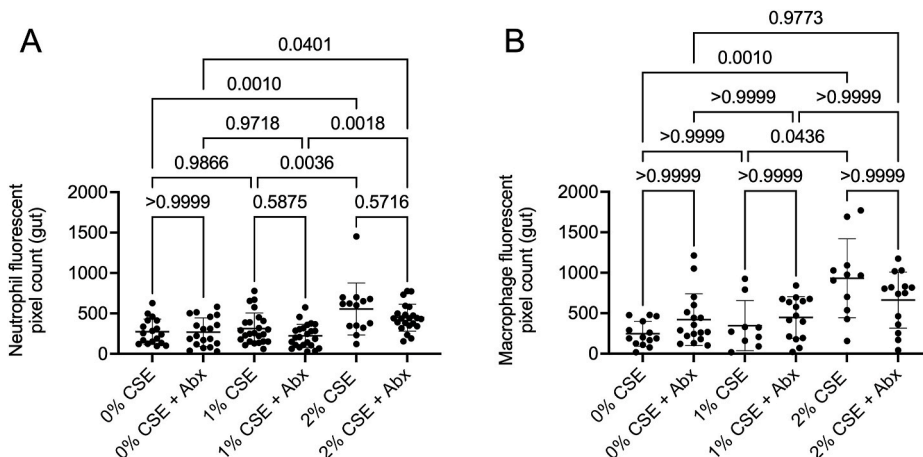 A
0.0401
0.0010
0.9718
0.0018
0.9866
0.0036
>0.9999
0.5875
0.5716
Neutrophil fluorescent
pixel count (gut)
2000
1500
1000
500
0
0% CSE
0% CSE + Abx
1% CSE
1% CSE + Abx
2% CSE
2% CSE + Abx
B
0.9773
0.0010
>0.9999
>0.9999
>0.9999
0.0436
>0.9999
>0.9999
>0.9999
Macrophage fluorescent
pixel count (gut)
2000
1500
1000
500
0
0% CSE
0% CSE + Abx
1% CSE
1% CSE + Abx
2% CSE
2% CSE + Abx